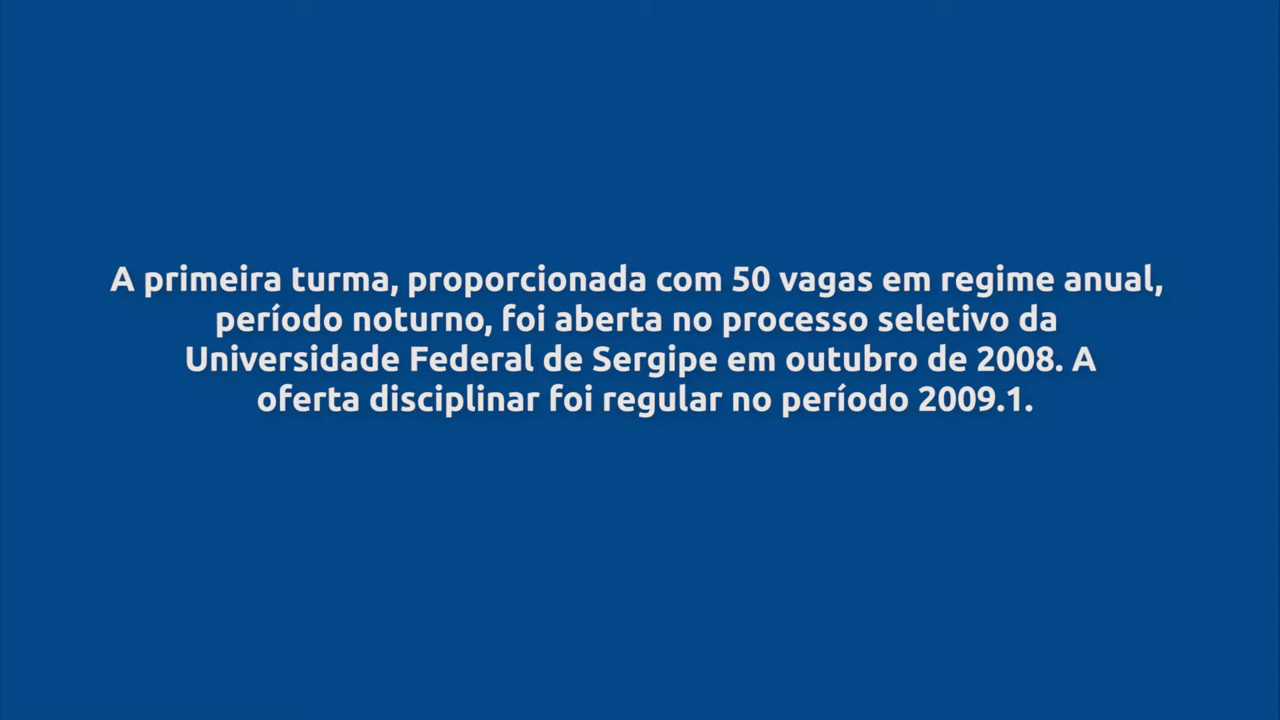 A primeira turma, proporcionada com 50 vagas em regime anual,
período noturno, foi aberta no processo seletivo da
Universidade Federal de Sergipe em outubro de 2008. A
oferta disciplinar foi regular no período 2009.1.